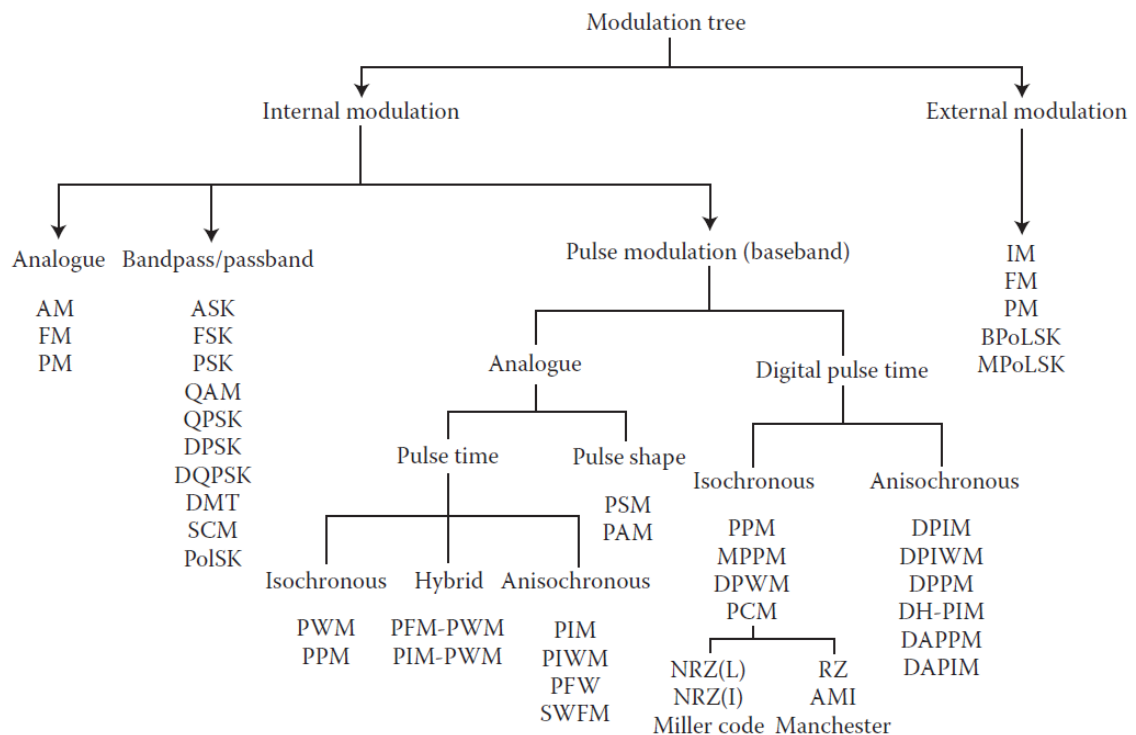 Modulation tree
Internal modulation
External modulation
Analogue
Bandpass/passband
Pulse modulation (baseband)
AM
FM
PM
ASK
FSK
PSK
QAM
QPSK
DPSK
DQPSK
DMT
SCM
PolSK
IM
FM
PM
BPoLSK
MPoLSK
Analogue
Digital pulse time
Pulse time
Pulse shape
PSM
PAM
Isochronous
Hybrid
Anisochronous
PWM
PPM
PFM-PWM
PIM-PWM
PIM
PIWM
PFW
SWFM
Isochronous
Anisochronous
PPM
MPPM
DPWM
PCM
NRZ(L)
NRZ(I)
Miller code
RZ
AMI
Manchester
DPIM
DPIWM
DPPM
DH-PIM
DAPPM
DAPIM